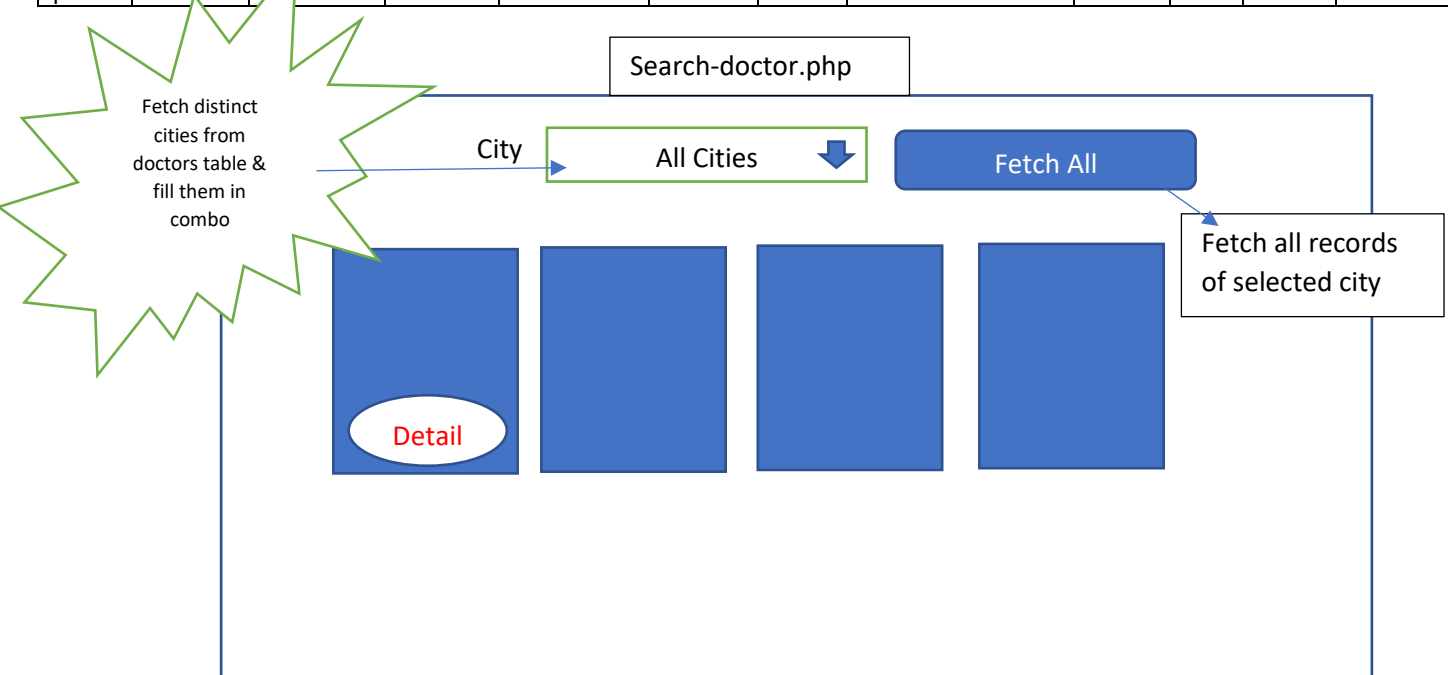 Search-doctor.php
Fetch distinct
cities from
doctors table &
fill them in
combo
City
All Cities
Fetch All
Fetch all records
of selected city
Detail